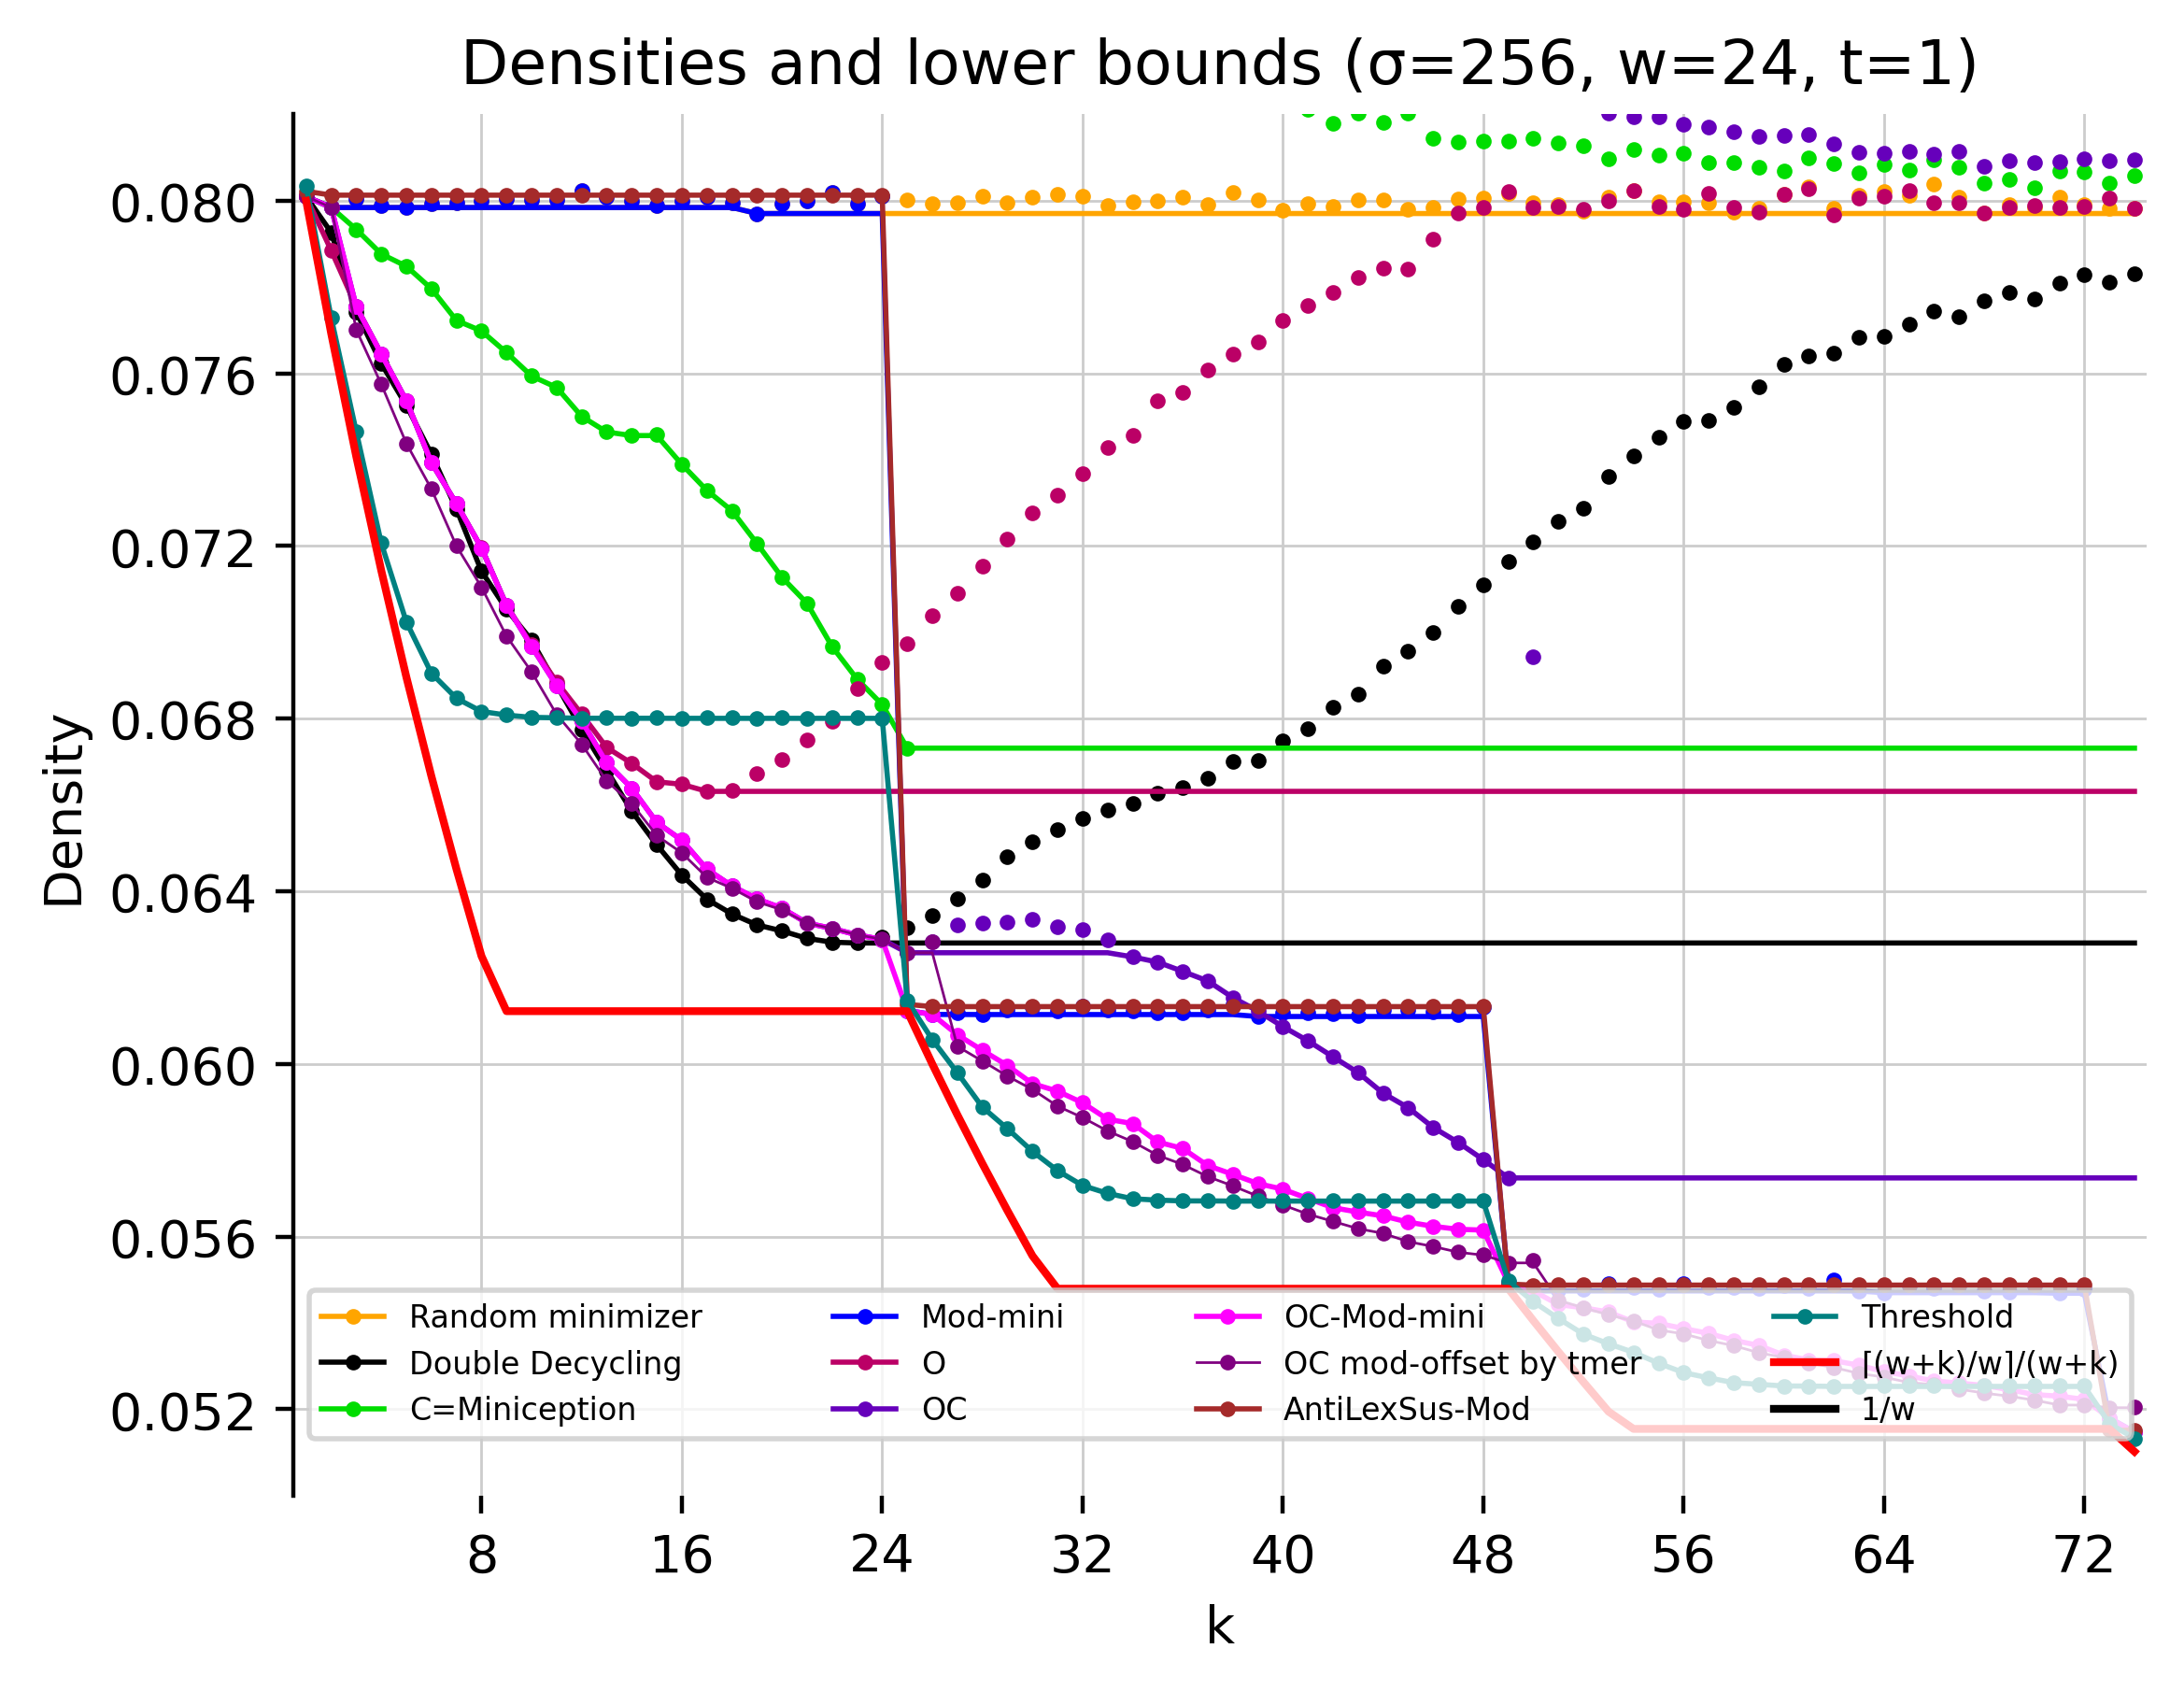 Densities and lower bounds (σ=256, w=24, t=1)
0.080
0.076
0.072
0.068
0.064
0.060
0.056
0.052
Density
Random minimizer
Double Decycling
C=Miniception
Mod-mini
O
OC
OC-Mod-mini
OC mod-offset by tmer
AntiLexSus-Mod
Threshold
[(w+k)/w]/(w+k)
1/w
8 16 24 32 40 48 56 64 72
k